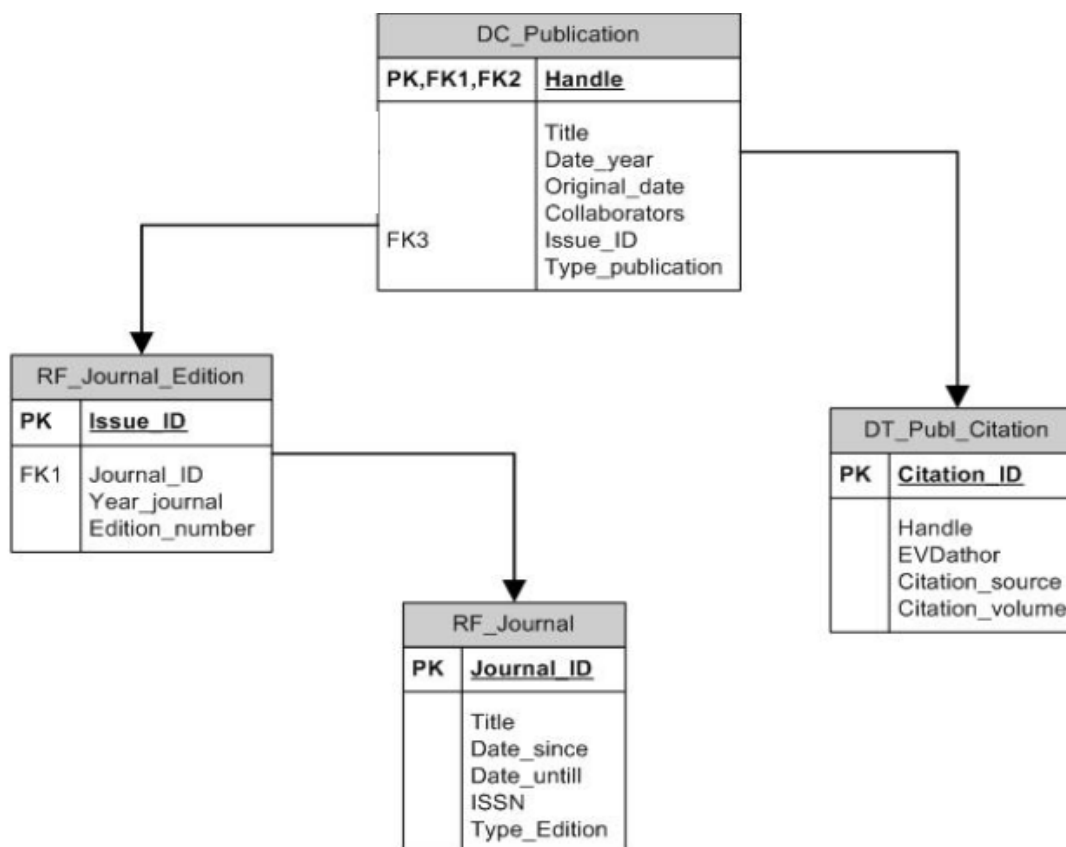 DC_Publication
PK,FK1,FK2 Handle
Title
Date_year
Original_date
Collaborators
FK3 Issue_ID
Type_publication
RF_Journal_Edition
PK Issue_ID
FK1 Journal_ID
Year_journal
Edition_number
DT_Publ_Citation
PK Citation_ID
Handle
EVDathor
Citation_source
Citation_volume
RF_Journal
PK Journal_ID
Title
Date_since
Date_untill
ISSN
Type_Edition